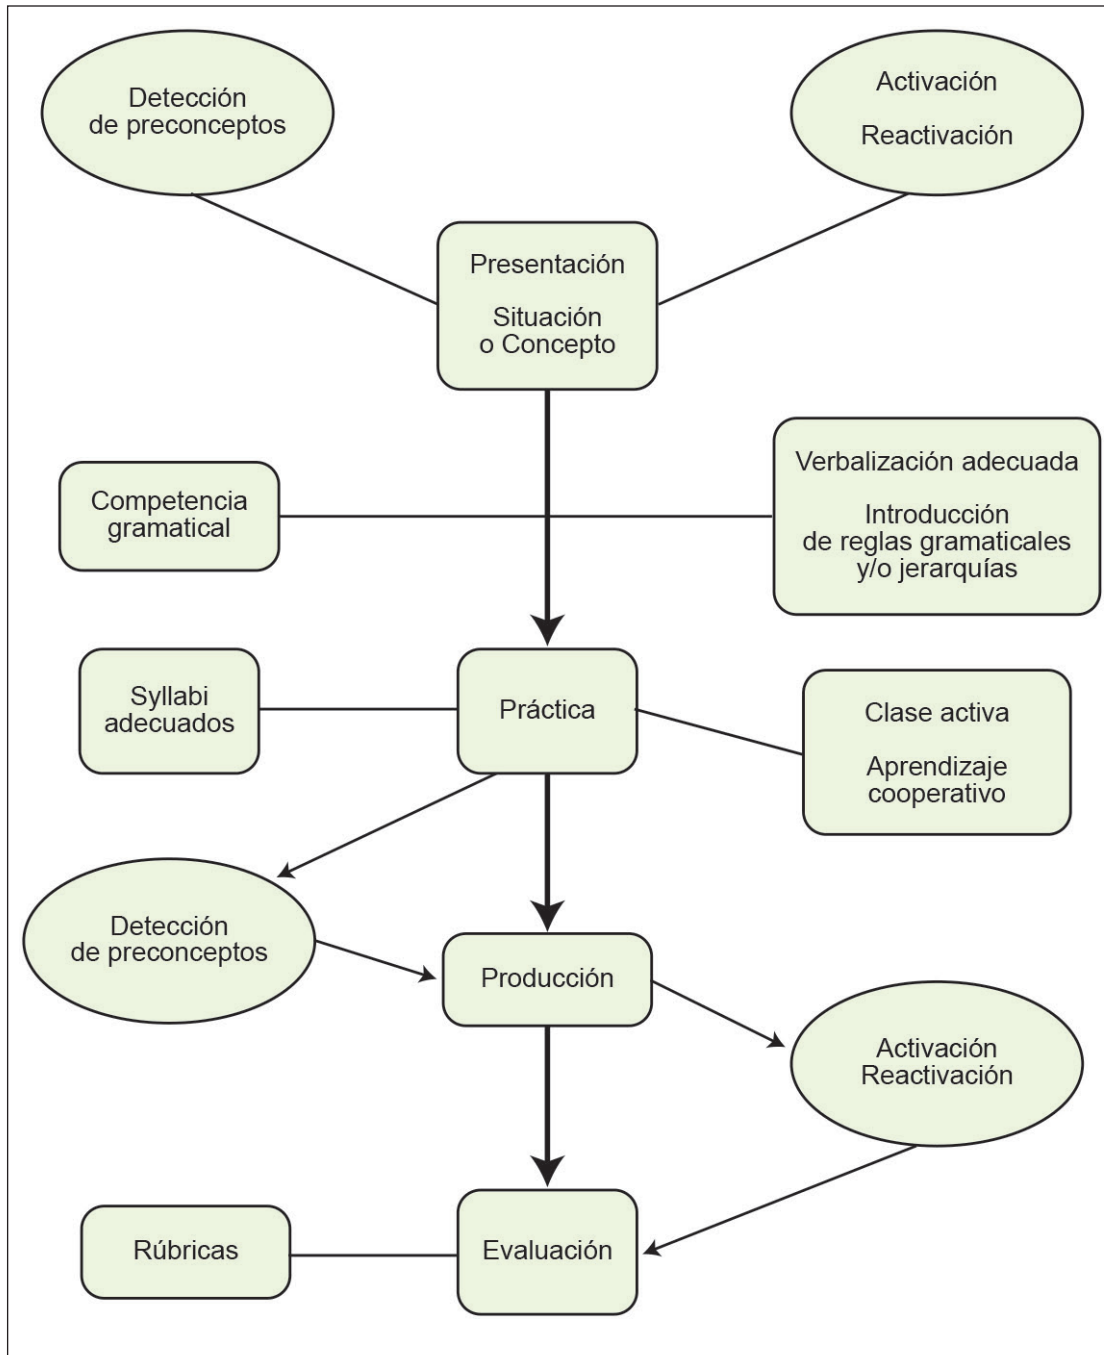 Detección
de preconceptos
Activación
Reactivación
Presentación
Situación
o Concepto
Competencia
gramatical
Verbalización adecuada
Introducción
de reglas gramaticales
y/o jerarquías
Syllabi
adecuados
Práctica
Clase activa
Aprendizaje
cooperativo
Detección
de preconceptos
Producción
Activación
Reactivación
Rúbricas
Evaluación